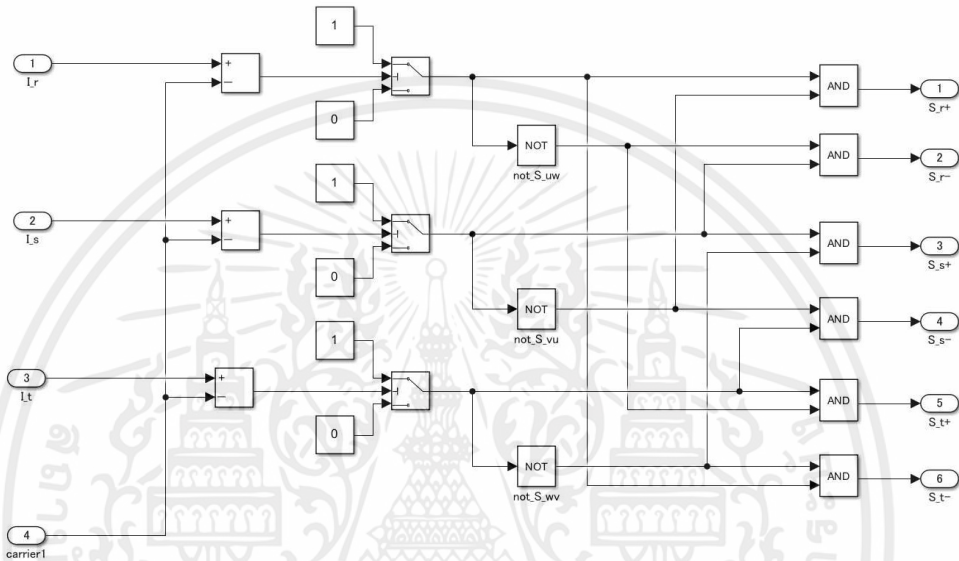 1
I_r
+
−
1
0
NOT
not_S_uw
AND
1
S_r+
AND
2
S_r−
2
I_s
+
−
1
0
NOT
not_S_vu
AND
3
S_s+
AND
4
S_s−
3
I_t
+
−
1
0
NOT
not_S_wv
AND
5
S_t+
AND
6
S_t−
4
carrier1